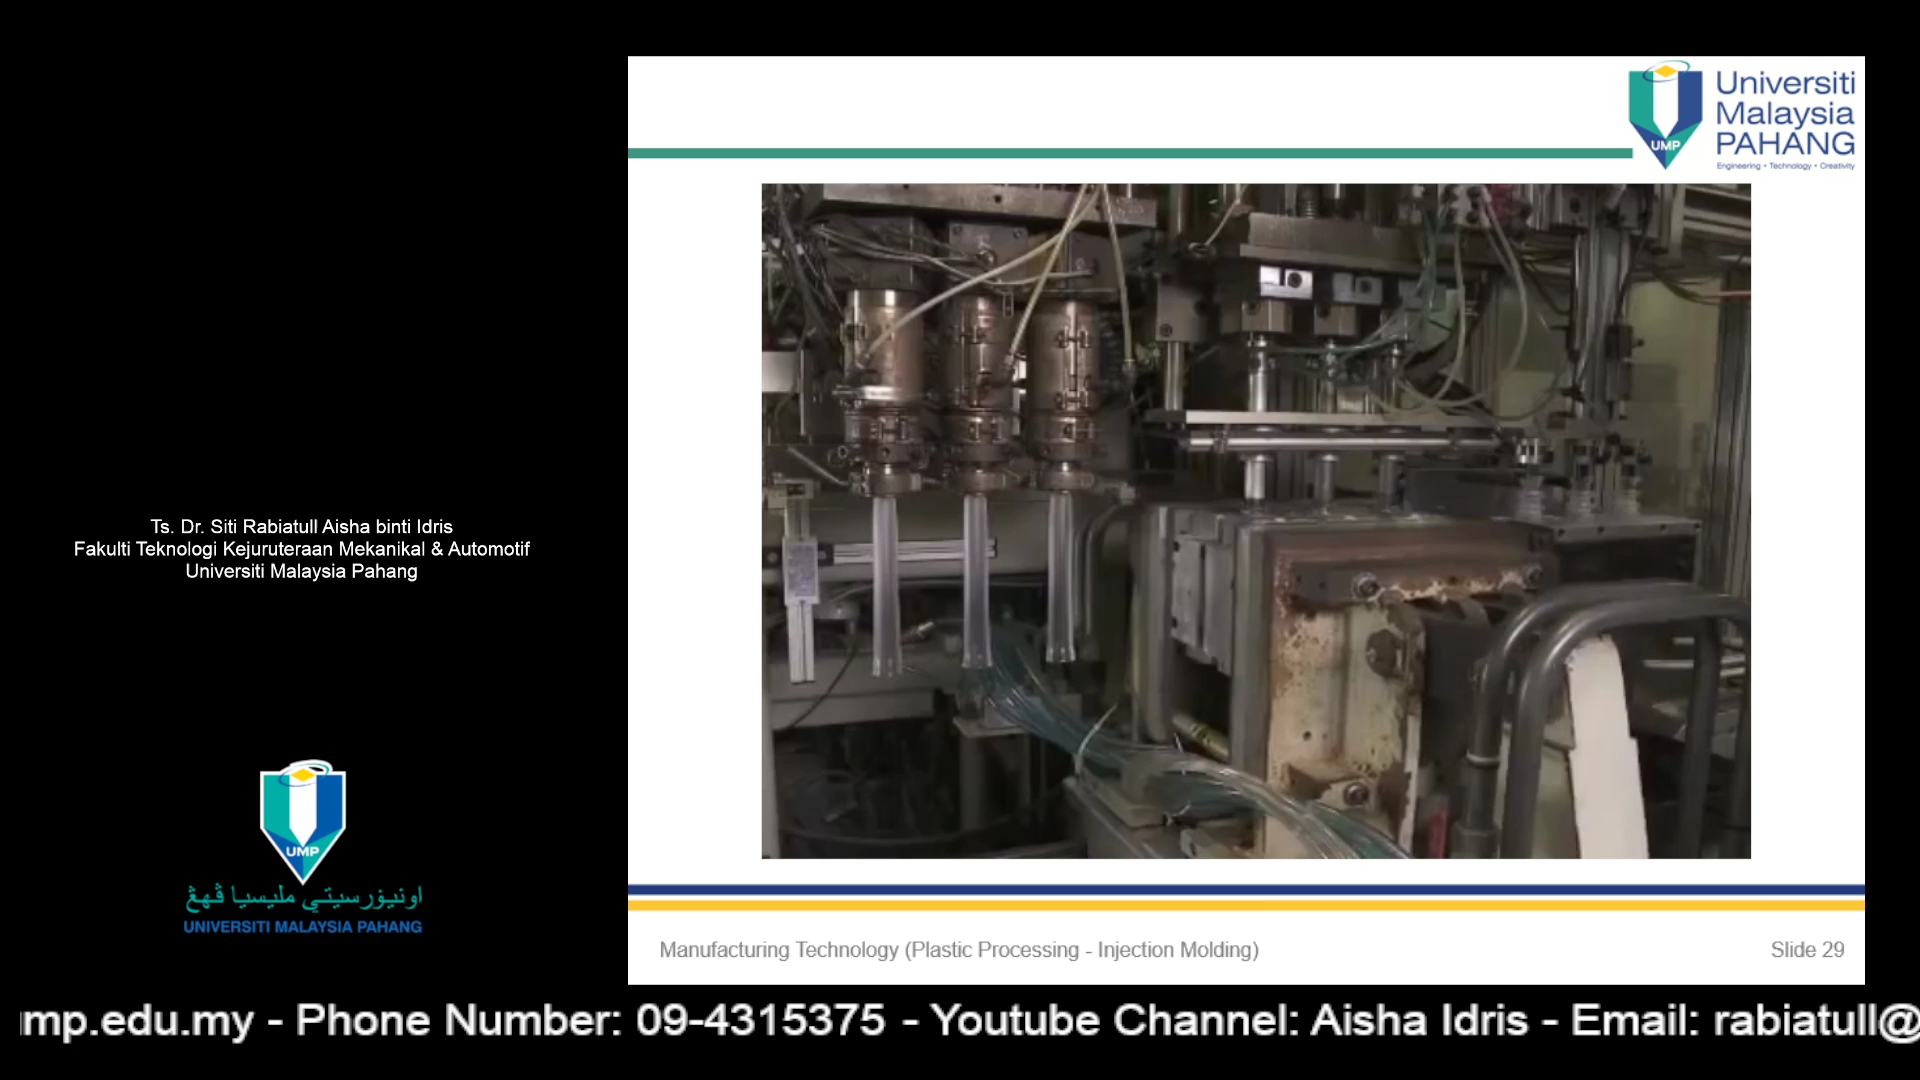 Universiti
Malaysia
PAHANG
Engineering • Technology • Creativity
UMP
Ts. Dr. Siti Rabiatull Aisha binti Idris
Fakulti Teknologi Kejuruteraan Mekanikal & Automotif
Universiti Malaysia Pahang
UMP
اونيۏرسيتي مليسيا ڤهڠ
UNIVERSITI MALAYSIA PAHANG
Manufacturing Technology (Plastic Processing - Injection Molding)
Slide 29
mp.edu.my - Phone Number: 09-4315375 - Youtube Channel: Aisha Idris - Email: rabiatull@